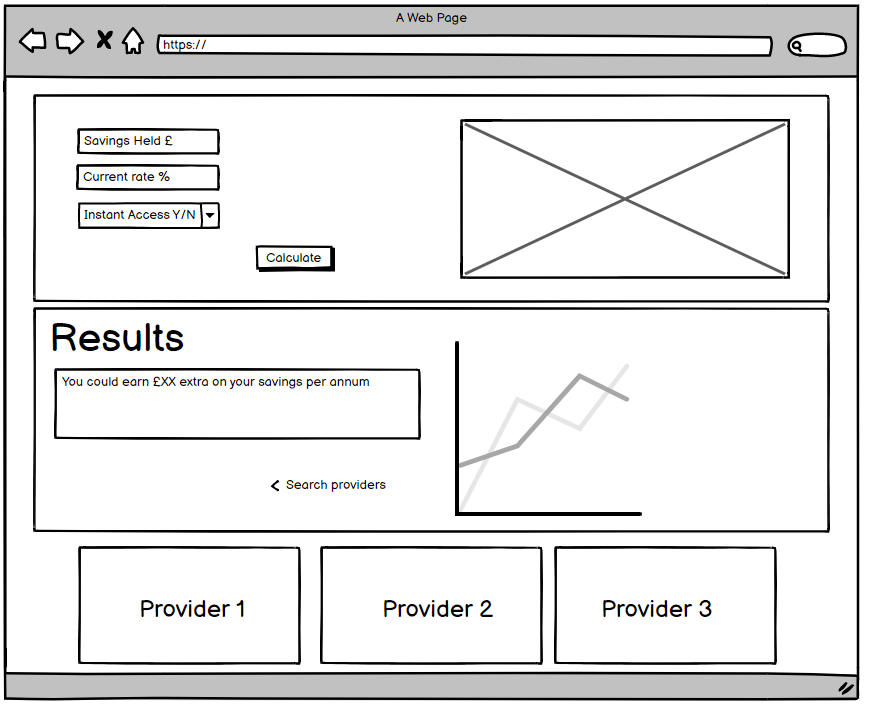 A Web Page
https://
Savings Held £
Current rate %
Instant Access Y/N
Calculate
Results
You could earn £XX extra on your savings per annum
Search providers
Provider 1
Provider 2
Provider 3